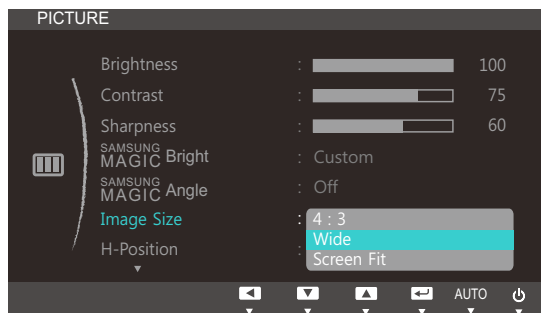 PICTURE
Brightness : 100
Contrast : 75
Sharpness : 60
SAMSUNG MAGIC Bright : Custom
SAMSUNG MAGIC Angle : Off
Image Size : 4 : 3
Wide
H-Position :
Screen Fit
AUTO